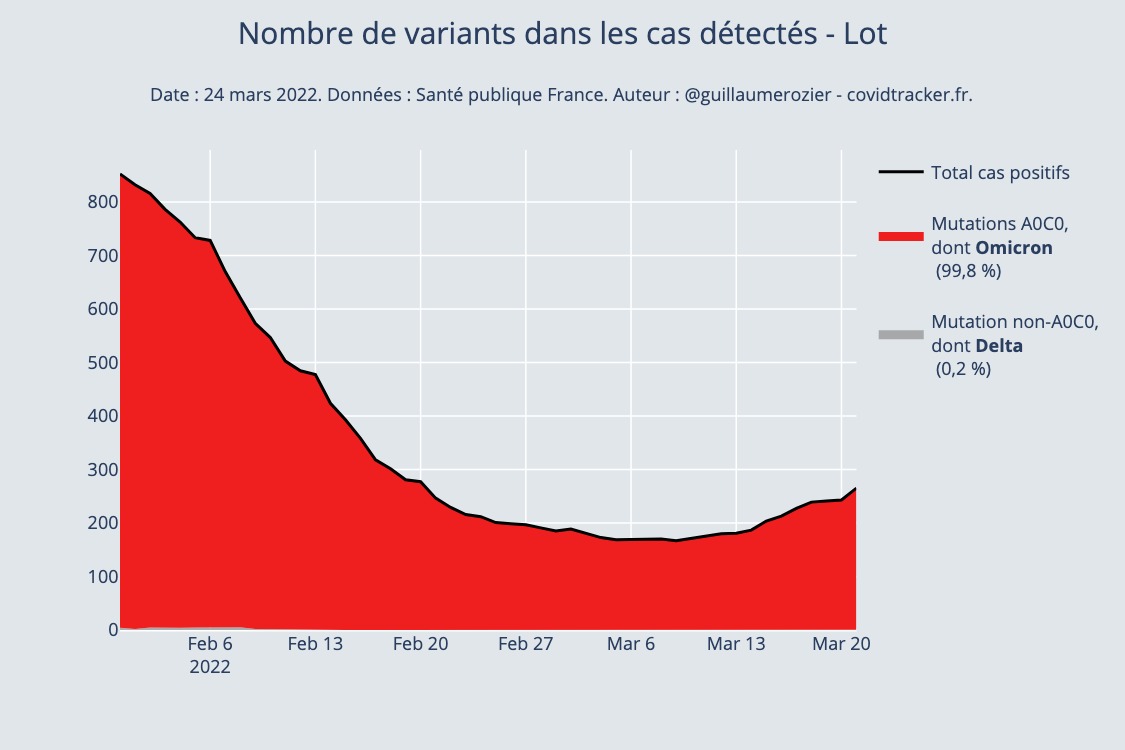 Nombre de variants dans les cas détectés - Lot
Date : 24 mars 2022. Données : Santé publique France. Auteur : @guillaumerozier - covidtracker.fr.
Total cas positifs
Mutations A0C0,
dont Omicron
(99,8 %)
Mutation non-A0C0,
dont Delta
(0,2 %)
800
700
600
500
400
300
200
100
0
Feb 6
2022
Feb 13
Feb 20
Feb 27
Mar 6
Mar 13
Mar 20